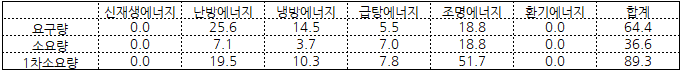 신재생에너지 난방에너지 냉방에너지 급탕에너지 조명에너지 환기에너지 합계
요구량 0.0 25.6 14.5 5.5 18.8 0.0 64.4
소요량 0.0 7.1 3.7 7.0 18.8 0.0 36.6
1차소요량 0.0 19.5 10.3 7.8 51.7 0.0 89.3